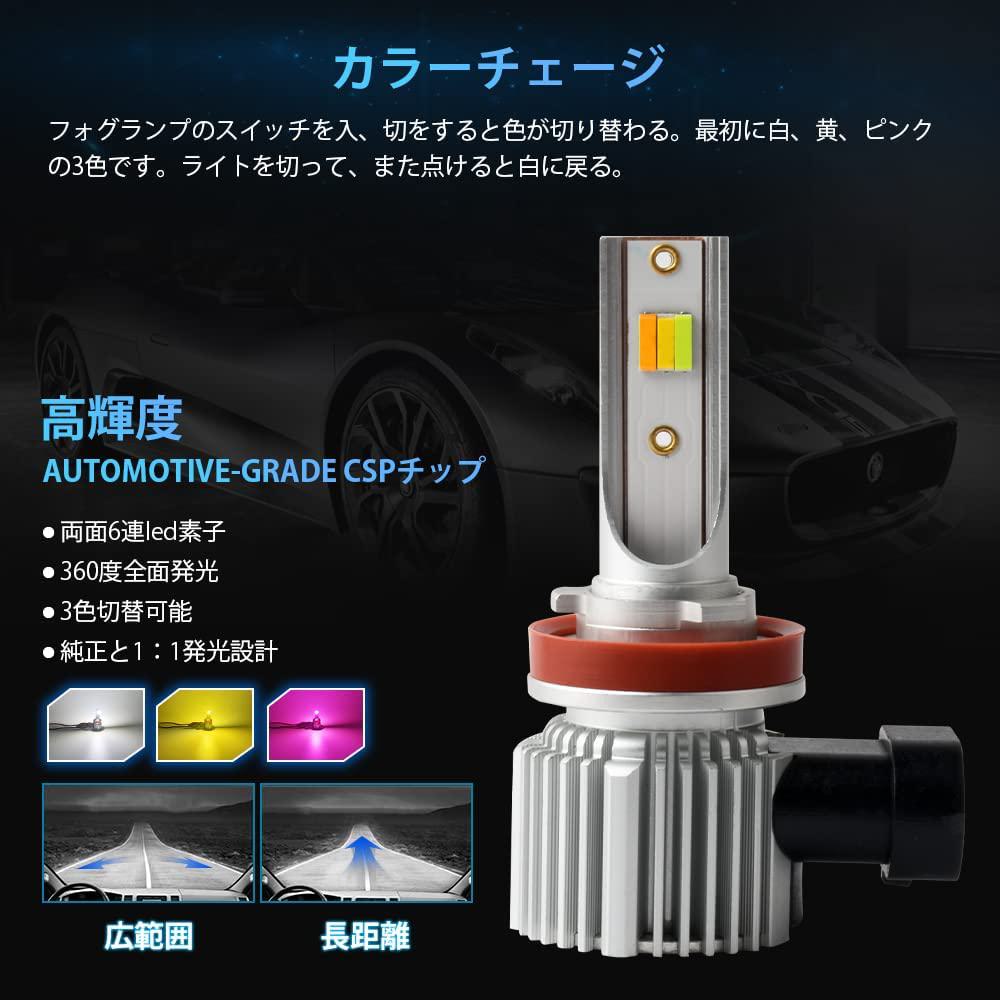 カラーチェージ
フォグランプのスイッチを入、切をすると色が切り替わる。最初に白、黄、ピンク
の3色です。ライトを切って、また点けると白に戻る。
高輝度
AUTOMOTIVE-GRADE CSPチップ
● 両面6連led素子
● 360度全面発光
● 3色切替可能
● 純正と1：1発光設計
広範囲
長距離